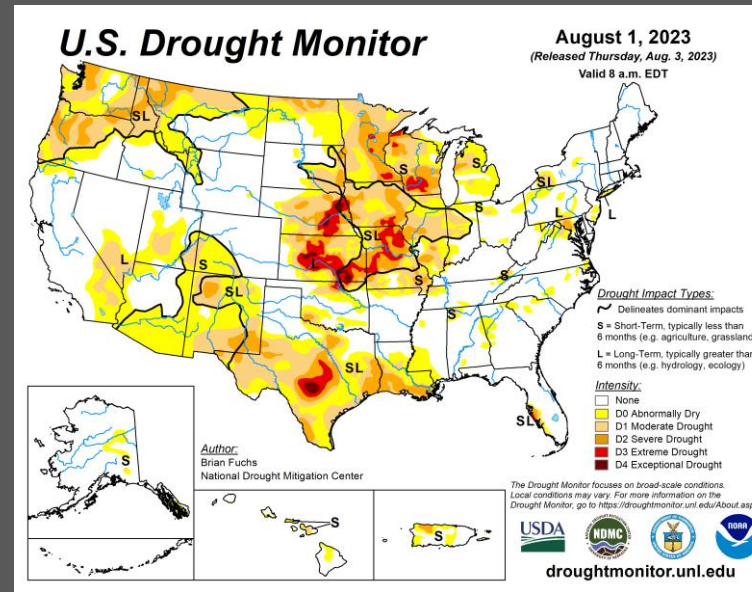 U.S. Drought Monitor
August 1, 2023
(Released Thursday, Aug. 3, 2023)
Valid 8 a.m. EDT
SL
S
S
SL
S
L
L
SL
L
S
SL
S
S
S
SL
SL
S
S
S
Drought Impact Types:
Delineates dominant impacts
S = Short-Term, typically less than
6 months (e.g. agriculture, grassland
L = Long-Term, typically greater than
6 months (e.g. hydrology, ecology)
Intensity:
None
D0 Abnormally Dry
D1 Moderate Drought
D2 Severe Drought
D3 Extreme Drought
D4 Exceptional Drought
Author:
Brian Fuchs
National Drought Mitigation Center
The Drought Monitor focuses on broad-scale conditions.
Local conditions may vary. For more information on the
Drought Monitor, go to https://droughtmonitor.unl.edu/About.asp
USDA
NDMC
NOAA
droughtmonitor.unl.edu